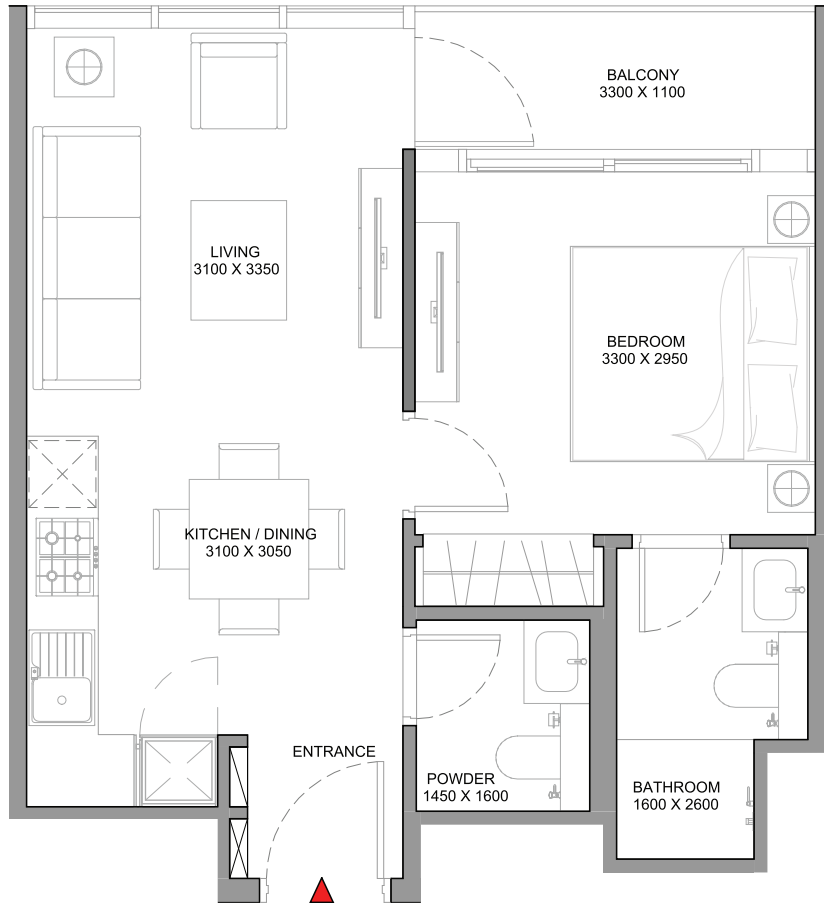 BALCONY
3300 X 1100
LIVING
3100 X 3350
BEDROOM
3300 X 2950
KITCHEN / DINING
3100 X 3050
ENTRANCE
POWDER
1450 X 1600
BATHROOM
1600 X 2600